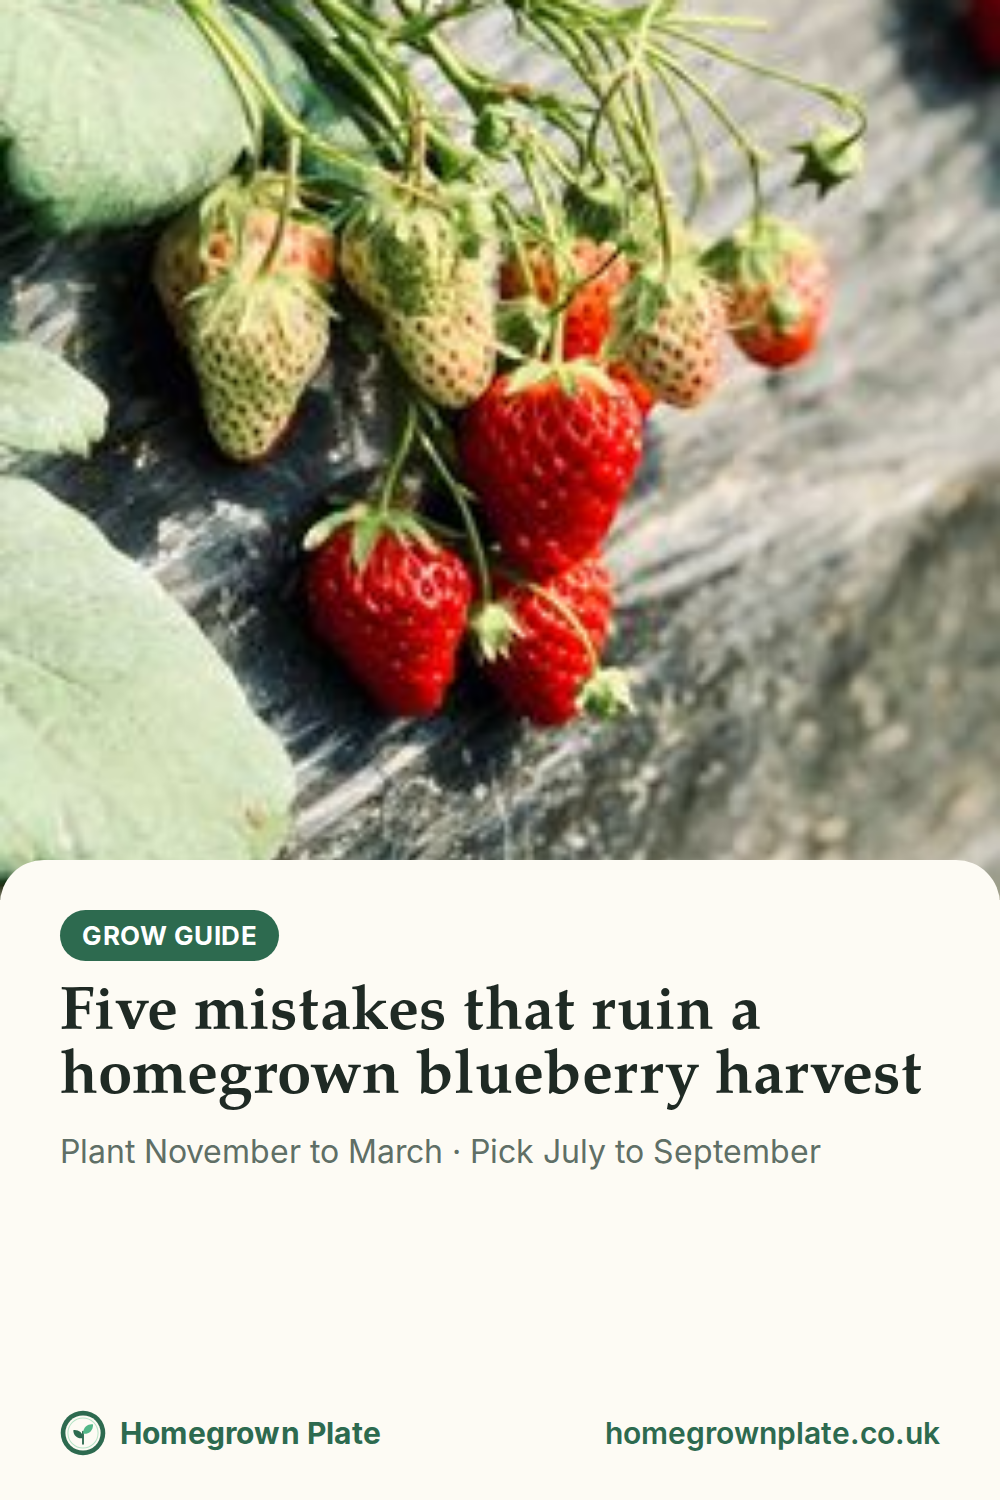 GROW GUIDE
Five mistakes that ruin a
homegrown blueberry harvest
Plant November to March · Pick July to September
Homegrown Plate
homegrownplate.co.uk